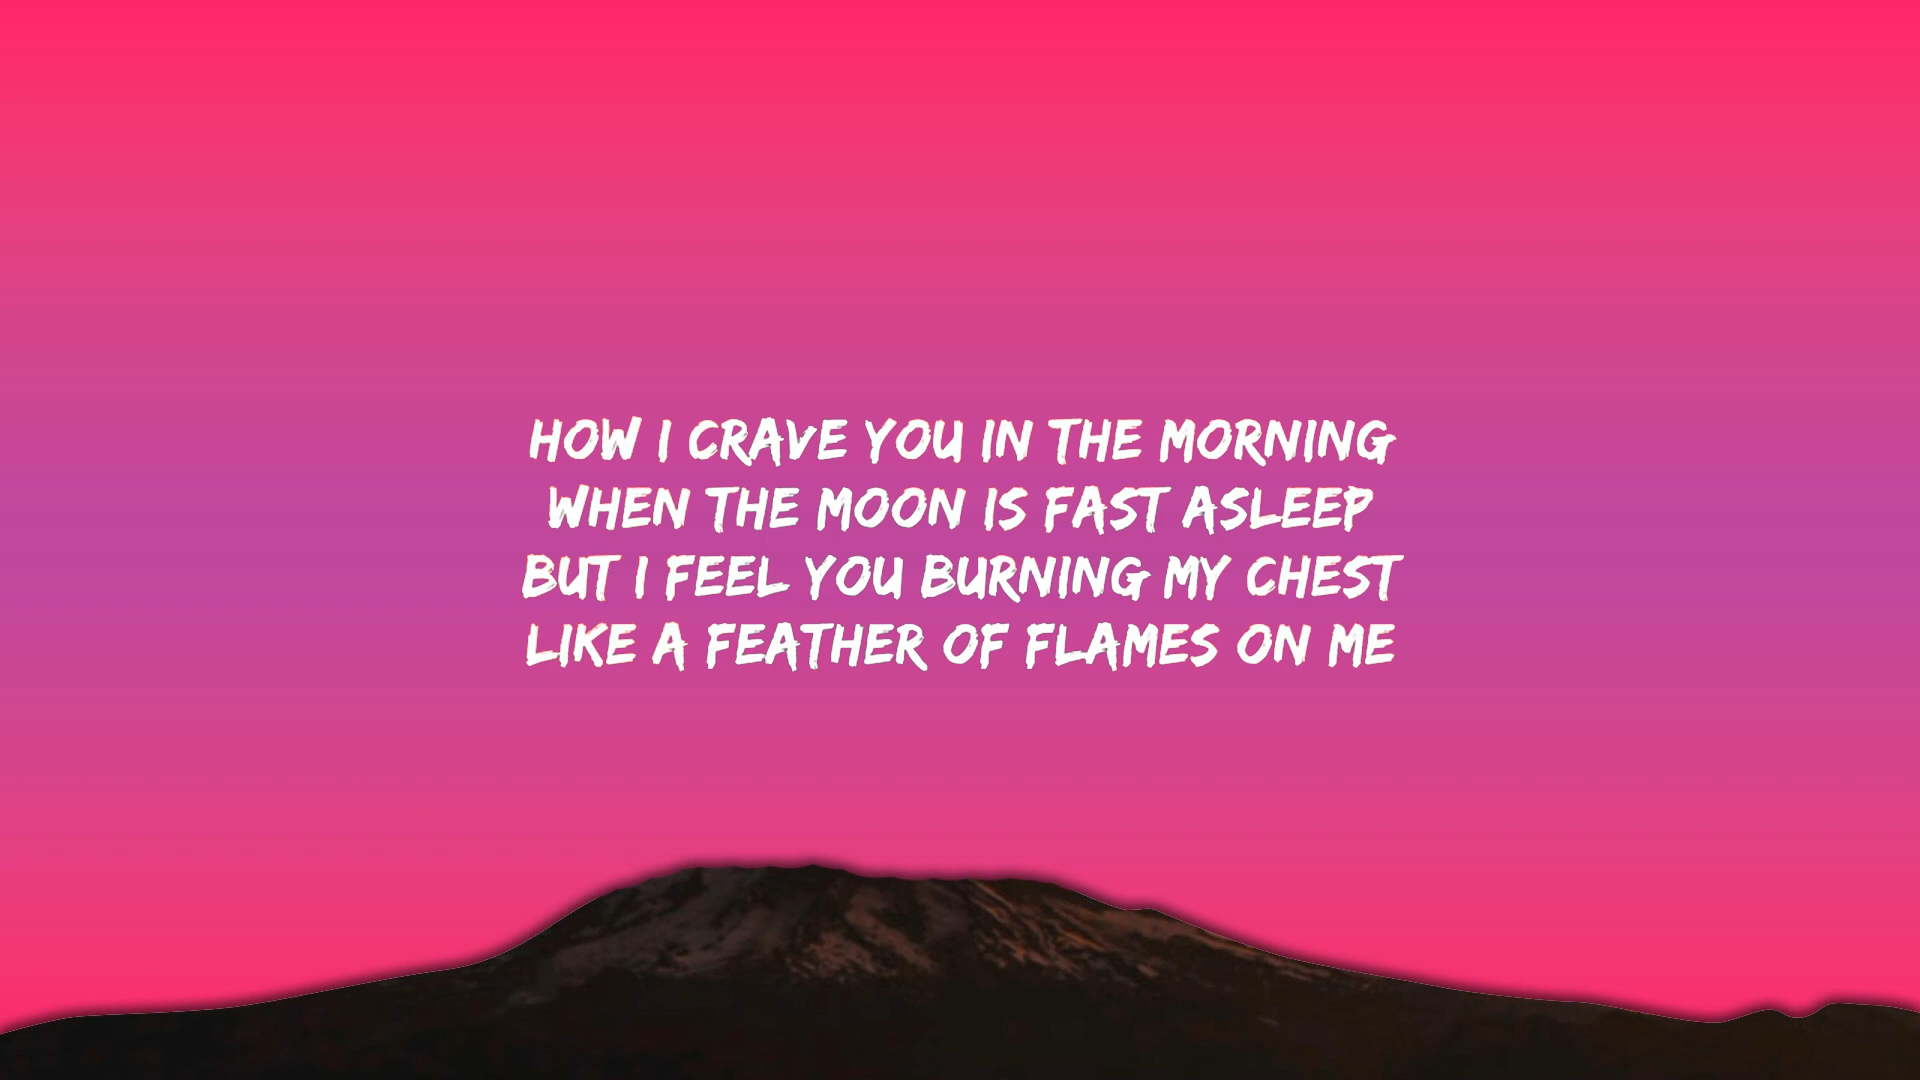 HOW I CRAVE YOU IN THE MORNING
WHEN THE MOON IS FAST ASLEEP
BUT I FEEL YOU BURNING MY CHEST
LIKE A FEATHER OF FLAMES ON ME